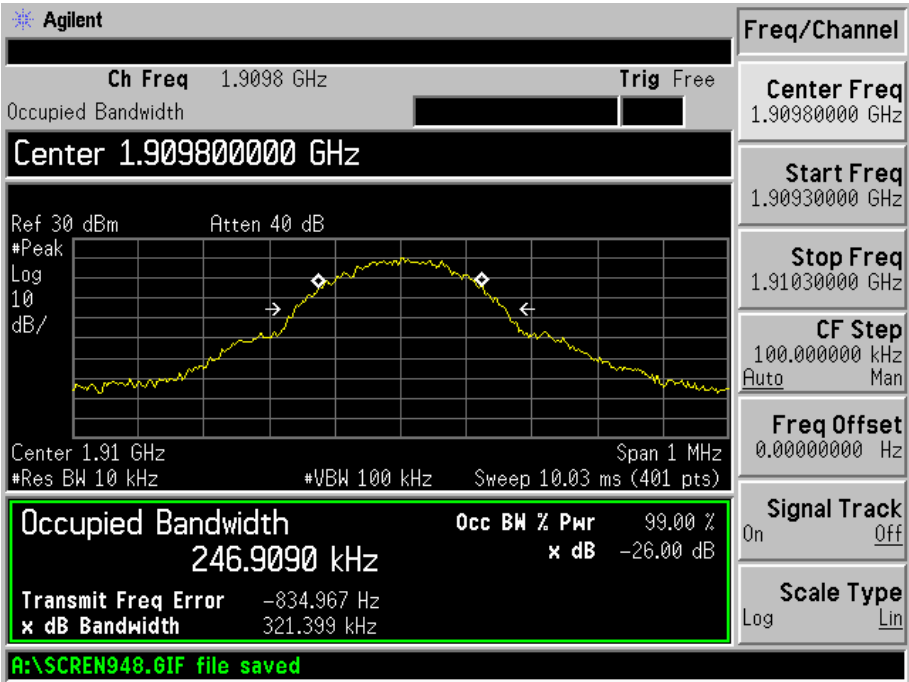 Agilent
Ch Freq 1.9098 GHz Trig Free
Occupied Bandwidth
Center 1.909800000 GHz
Ref 30 dBm Atten 40 dB
#Peak
Log
10
dB/
Center 1.91 GHz Span 1 MHz
#Res BW 10 kHz #VBW 100 kHz Sweep 10.03 ms (401 pts)
Occupied Bandwidth Occ BW % Pwr 99.00 %
246.9090 kHz x dB -26.00 dB
Transmit Freq Error -834.967 Hz
x dB Bandwidth 321.399 kHz
A:\SCREN948.GIF file saved
Freq/Channel
Center Freq
1.90980000 GHz
Start Freq
1.90930000 GHz
Stop Freq
1.91030000 GHz
CF Step
100.000000 kHz
Auto Man
Freq Offset
0.00000000 Hz
Signal Track
On Off
Scale Type
Log Lin